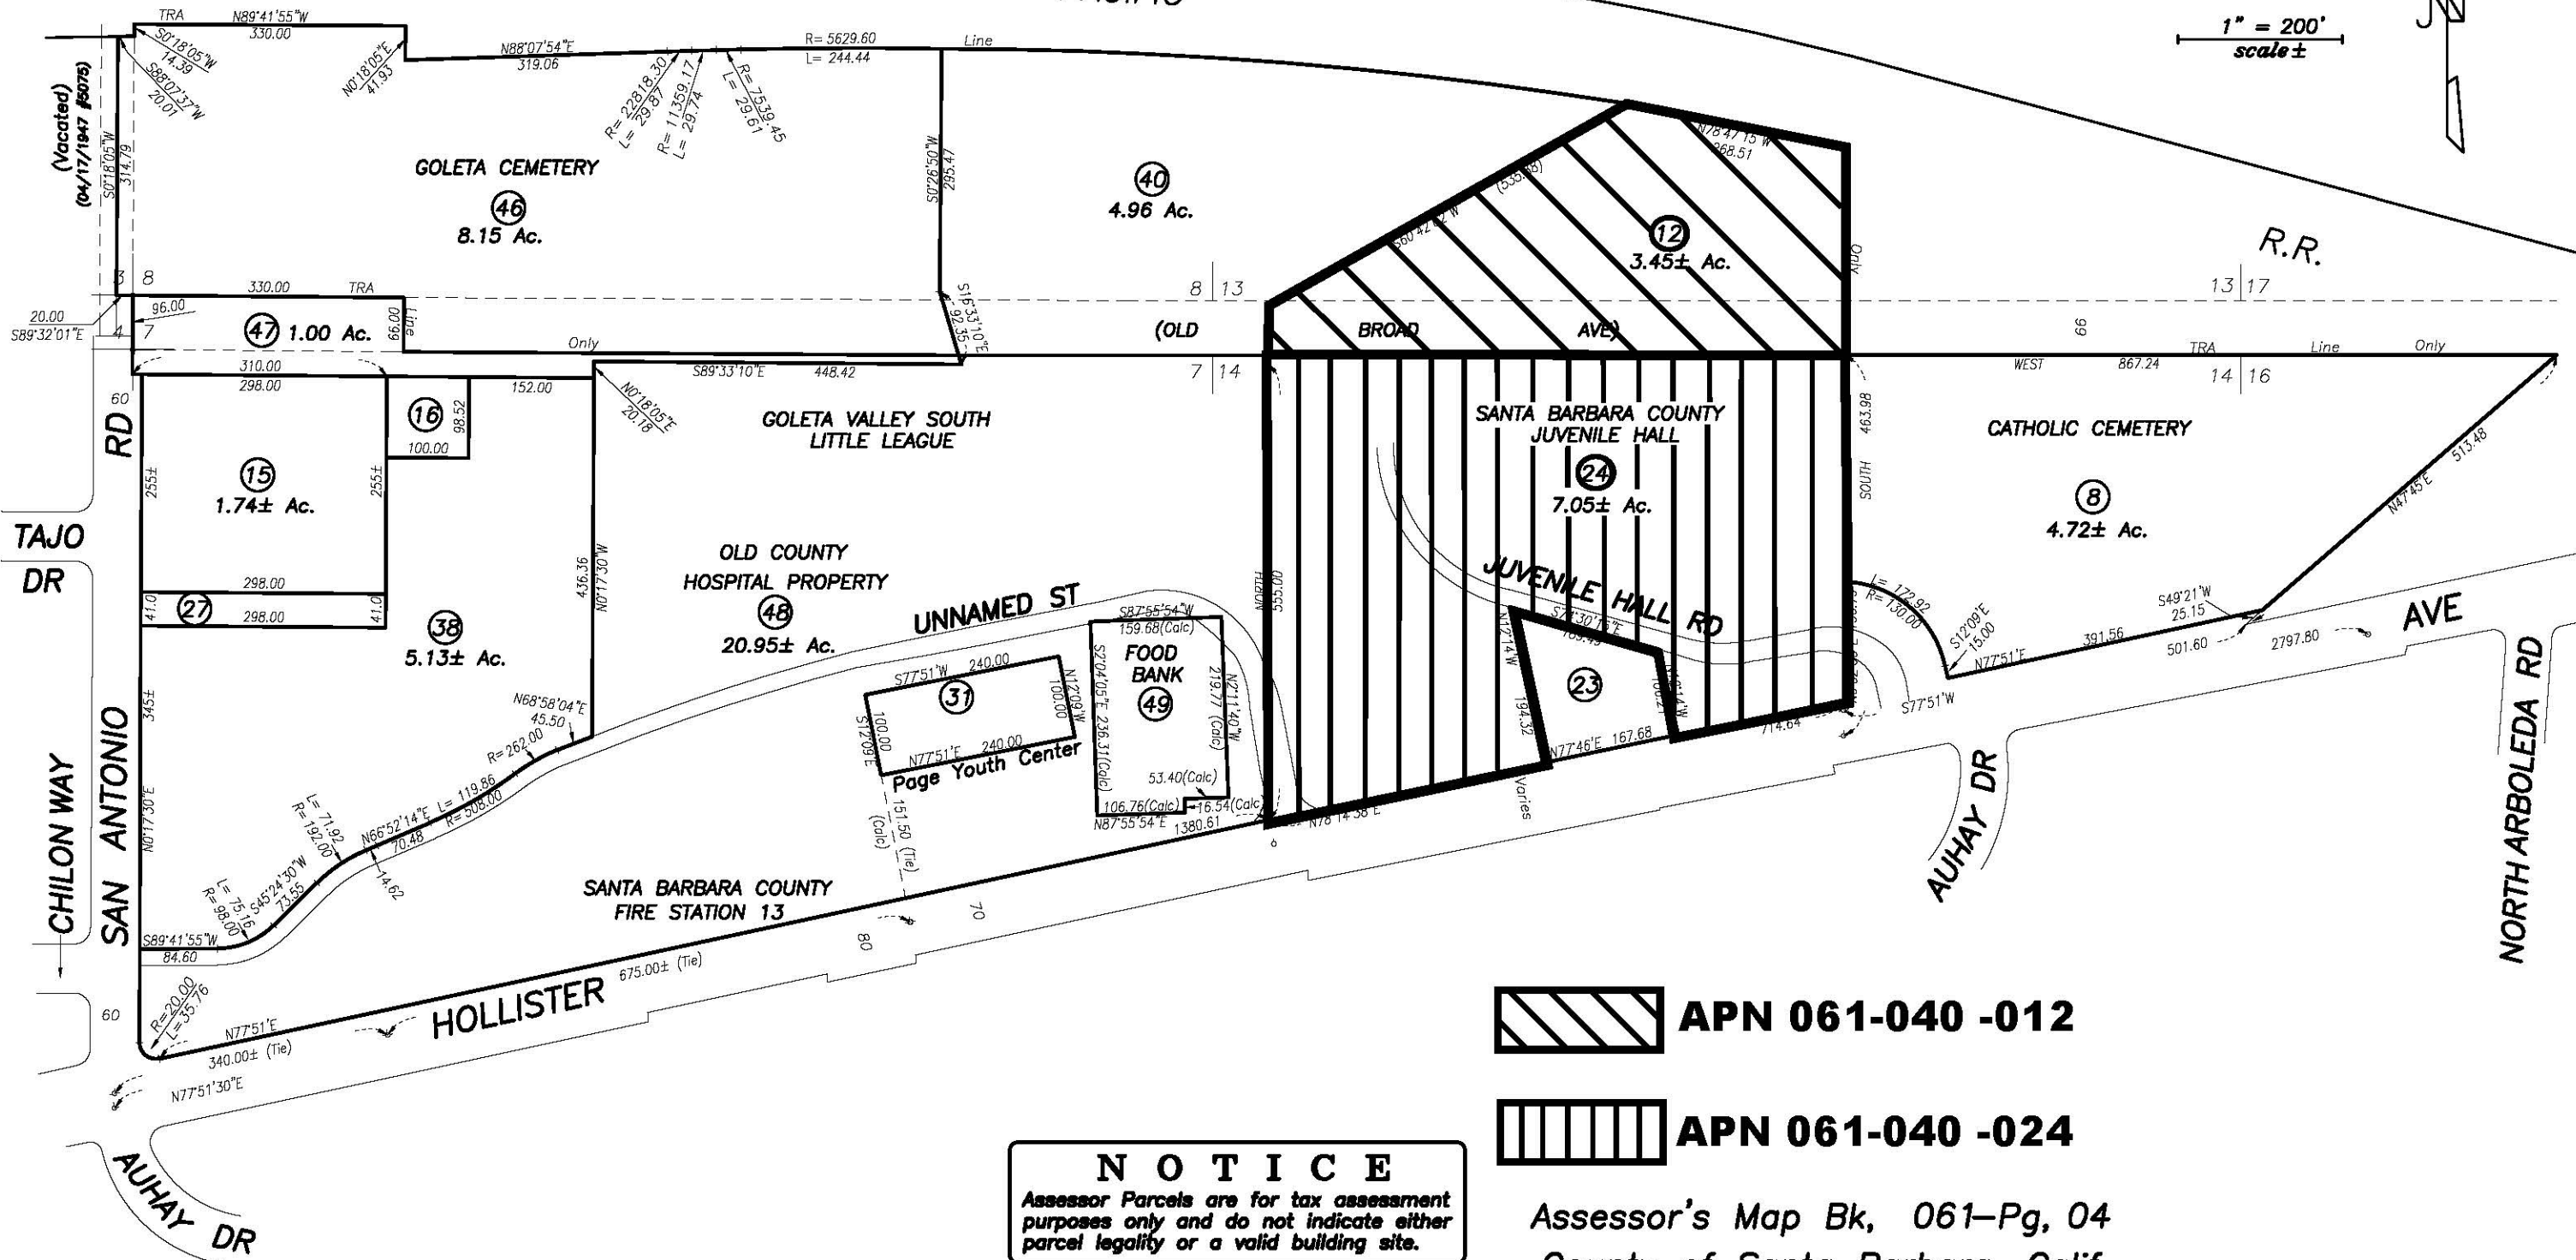 TRA
N89°41'55"W
330.00
S0°18'05"W
14.39
S88°07'37"W
20.01
N0°18'05"E
41.93
N88°07'54"E
319.06
R= 22818.30
L= 29.87
R= 11359.17
L= 29.74
R= 7539.45
L= 29.61
R= 5629.60
L= 244.44
Line
1" = 200'
scale±
(Vacated)
(04/17/1947 #5075)
S0°18'05"W
314.79
GOLETA CEMETERY
46
8.15 Ac.
S0°26'50"W
295.47
40
4.96 Ac.
N78°47'15"W
268.51
S60°42'02"W
12
3.45± Ac.
Only
R.R.
3
8
330.00
TRA
8
13
13
17
20.00
S89°32'01"E
96.00
4
7
47
1.00 Ac.
66.00
Line
Only
S16°33'10"E
92.35
(OLD
BROAD
AVE)
66
310.00
298.00
152.00
S89°33'10"E
448.42
7
14
WEST
867.24
TRA
Line
Only
14
16
60
RD
16
98.52
100.00
N0°18'05"E
20.18
GOLETA VALLEY SOUTH
LITTLE LEAGUE
SANTA BARBARA COUNTY
JUVENILE HALL
24
7.05± Ac.
463.98
SOUTH
CATHOLIC CEMETERY
8
4.72± Ac.
513.48
N47°45'E
15
1.74± Ac.
255±
255±
TAJO
DR
298.00
41.0
27
41.0
298.00
38
5.13± Ac.
436.36
N0°17'30"W
OLD COUNTY
HOSPITAL PROPERTY
48
20.95± Ac.
UNNAMED ST
NORTH
555.00
JUVENILE HALL RD
N12°14'W
194.32
23
N77°46'E
167.68
714.64
L= 172.92
R= 130.00
S12°09'E
15.00
N77°51'E
391.56
S49°21'W
25.15
501.60
2797.80
AVE
S77°51'W
S87°55'54"W
159.68(Calc)
FOOD
BANK
49
S2°04'05"E 236.31(Calc)
N2°11'40"W
219.77 (Calc)
53.40(Calc)
106.76(Calc)
16.54(Calc
N87°55'54"E
1380.61
N78°14'38"E
Varies
S77°51'W
240.00
31
N12°09'W
100.00
100.00
S12°09'E
N77°51'E
240.00
Page Youth Center
151.50 (Tie)
(Calc)
N68°58'04"E
45.50
R=262.00
L= 119.86
R= 508.00
N66°52'14"E
70.48
14.62
L= 71.92
R= 192.00
S45°24'30"W
73.55
L= 75.16
R= 98.00
S89°41'55"W
84.60
345±
N0°17'30"E
CHILON WAY
SAN ANTONIO
SANTA BARBARA COUNTY
FIRE STATION 13
80
70
675.00± (Tie)
HOLLISTER
60
R=20.00
L=35.76
N77°51'E
340.00± (Tie)
N77°51'30"E
AUHAY DR
AUHAY DR
NORTH ARBOLEDA RD
APN 061-040 -012
APN 061-040 -024
NOTICE
Assessor Parcels are for tax assessment
purposes only and do not indicate either
parcel legality or a valid building site.
Assessor's Map Bk, 061-Pg, 04
County of Santa Barbara, Calif.